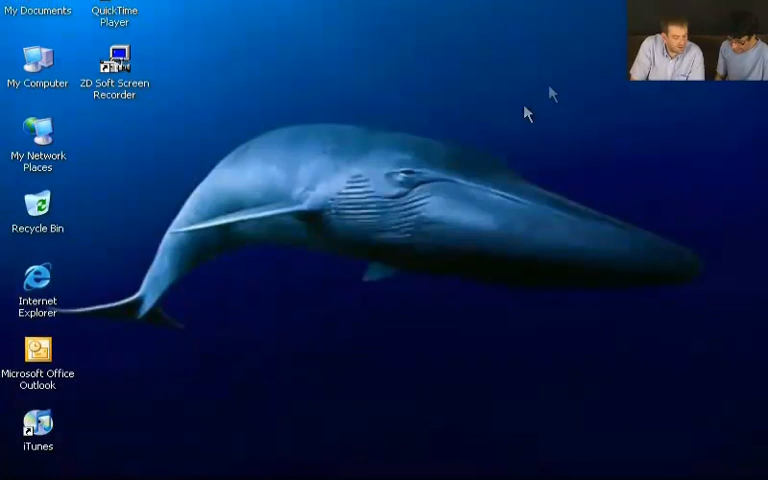 My Documents
QuickTime
Player
My Computer
ZD Soft Screen
Recorder
My Network
Places
Recycle Bin
Internet
Explorer
Microsoft Office
Outlook
iTunes